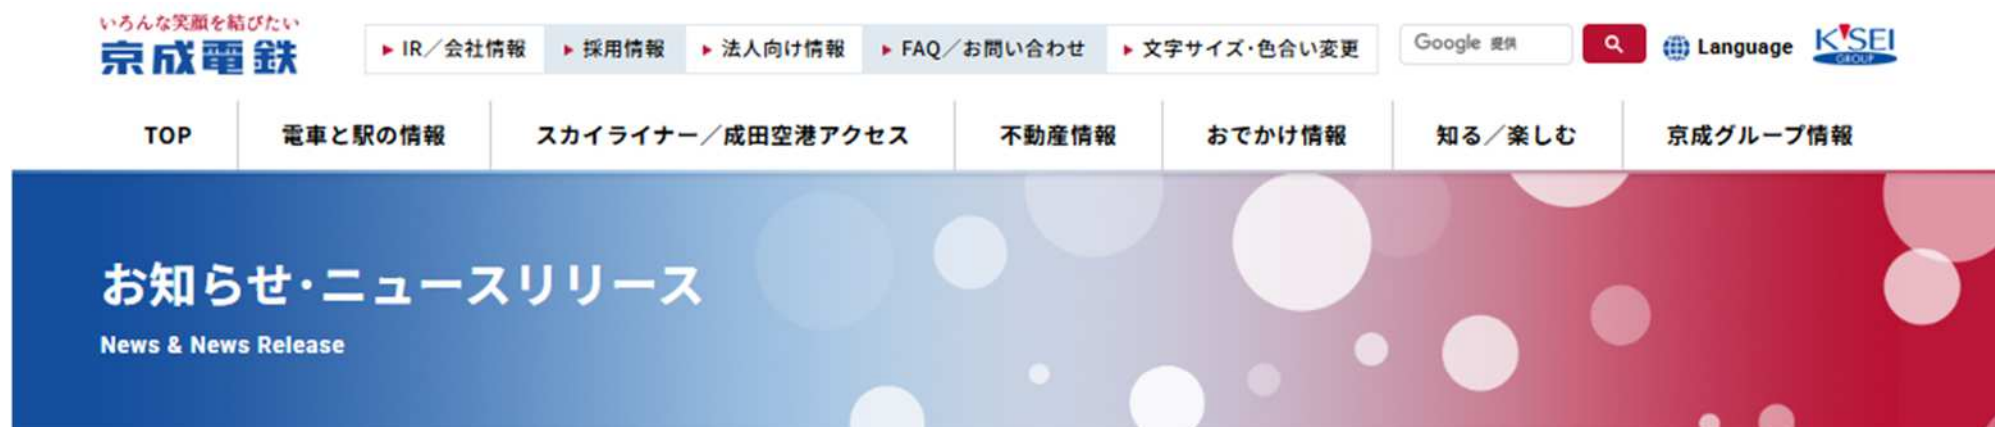 いろんな笑顔を結びたい
京成電鉄
IR／会社情報
採用情報
法人向け情報
FAQ／お問い合わせ
文字サイズ・色合い変更
Google 提供
Language
K'SEI
GROUP
TOP
電車と駅の情報
スカイライナー／成田空港アクセス
不動産情報
おでかけ情報
知る／楽しむ
京成グループ情報
お知らせ・ニュースリリース
News & News Release